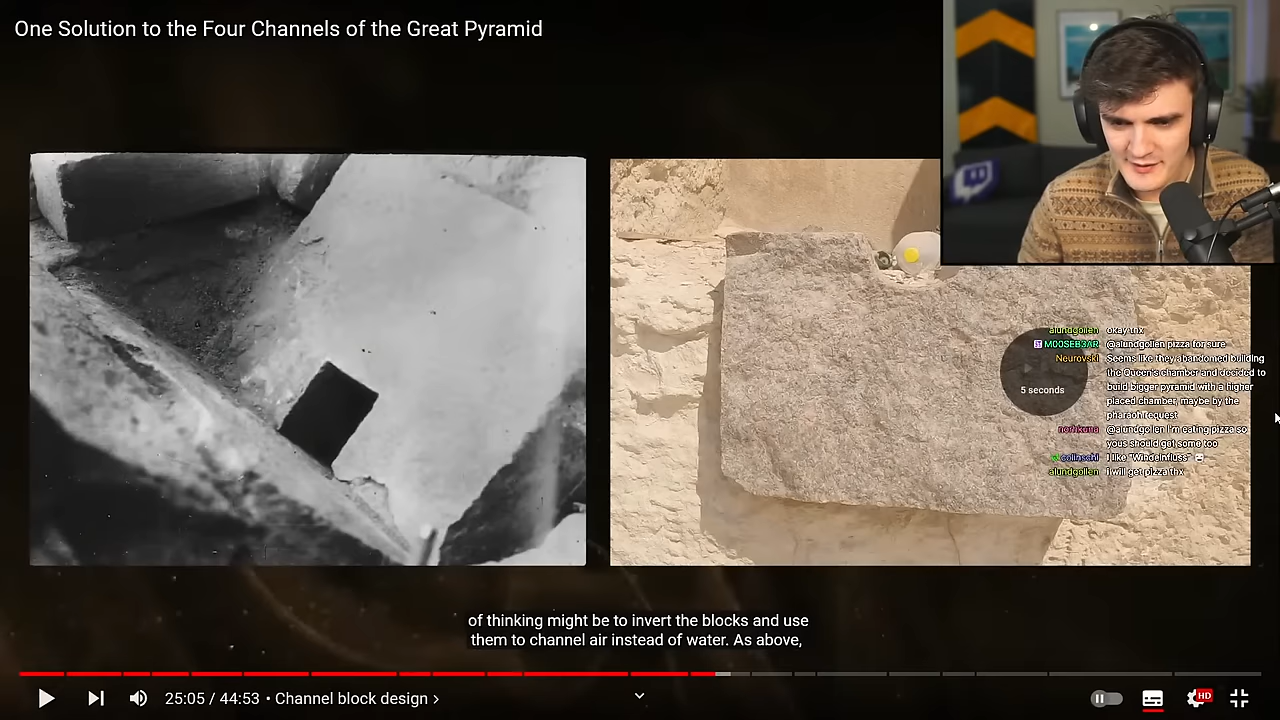 One Solution to the Four Channels of the Great Pyramid
alundgollen okay thx
M00SEB3AR @alundgollen pizza for sure
Neurovski Seems like they abandoned building
the Queen's chamber and decided to
build bigger pyramid with a higher
placed chamber, maybe by the
pharaoh request
5 seconds
@alundgollen I'm eating pizza so
yous should get some too
collinschl I like "Windeinfluss"
alundgollen I will get pizza thx
of thinking might be to invert the blocks and use
them to channel air instead of water. As above,
25:05 / 44:53 • Channel block design ›
HD